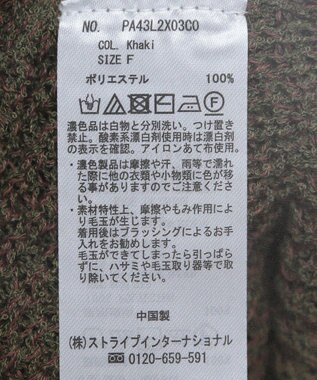 NO. PA43L2X03C0
COL. Khaki
SIZE F
ポリエステル 100%
濃色品は白物と分別洗い。つけ置き
禁止。酸素系漂白剤使用時は漂白剤
の表示を確認。アイロンあて布使用。
・濃色製品は摩擦や汗、雨等で濡れ
た際に他の衣類や小物類に色が移
る事がありますのでご注意くださ
い。
・素材特性上、摩擦やもみ作用によ
り毛玉が生じます。
着用後はブラッシングによるお手
入れをお勧めします。
毛玉ができてしまったら引っぱら
ずに、ハサミや毛玉取り器等で取
り除いてください。
中国製
(株)ストライプインターナショナル
0120-659-591